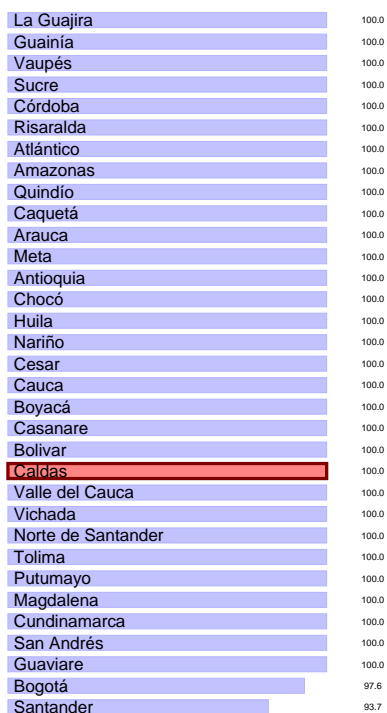 La Guajira 100.0
Guainía 100.0
Vaupés 100.0
Sucre 100.0
Córdoba 100.0
Risaralda 100.0
Atlántico 100.0
Amazonas 100.0
Quindío 100.0
Caquetá 100.0
Arauca 100.0
Meta 100.0
Antioquia 100.0
Chocó 100.0
Huila 100.0
Nariño 100.0
Cesar 100.0
Cauca 100.0
Boyacá 100.0
Casanare 100.0
Bolivar 100.0
Caldas 100.0
Valle del Cauca 100.0
Vichada 100.0
Norte de Santander 100.0
Tolima 100.0
Putumayo 100.0
Magdalena 100.0
Cundinamarca 100.0
San Andrés 100.0
Guaviare 100.0
Bogotá 97.6
Santander 93.7